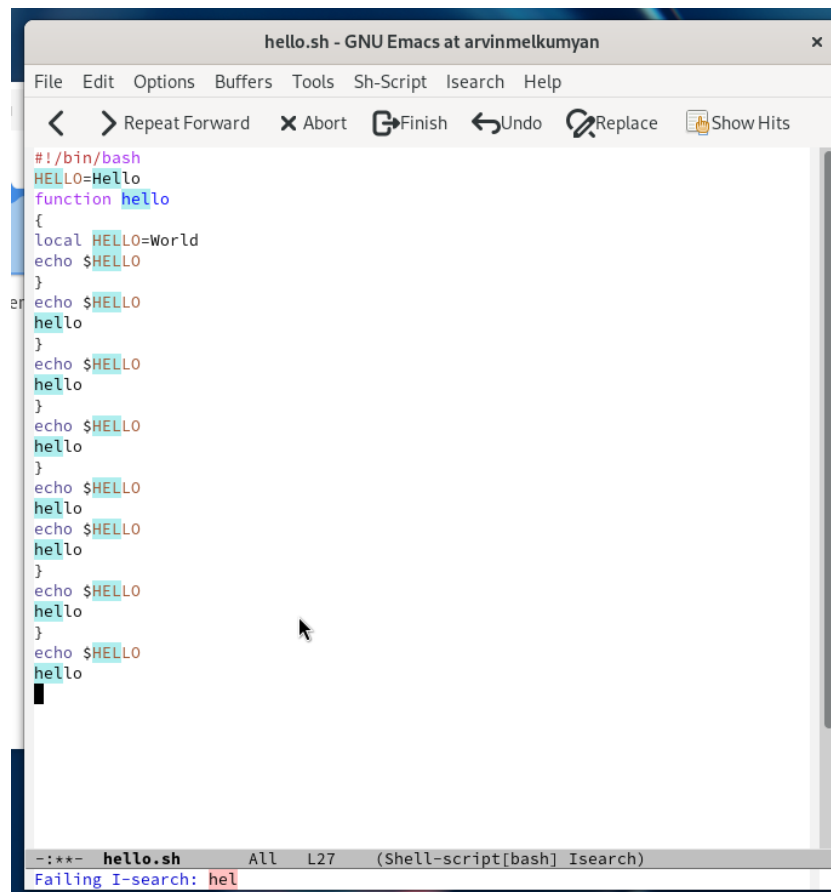 hello.sh - GNU Emacs at arvinmelkumyan
×
File Edit Options Buffers Tools Sh-Script Isearch Help
Repeat Forward Abort Finish Undo Replace Show Hits
#!/bin/bash
HELLO=Hello
function hello
{
local HELLO=World
echo $HELLO
}
er
echo $HELLO
hello
}
echo $HELLO
hello
}
echo $HELLO
hello
}
echo $HELLO
hello
echo $HELLO
hello
}
echo $HELLO
hello
}
echo $HELLO
hello
-:**- hello.sh All L27 (Shell-script[bash] Isearch)
Failing I-search: hel